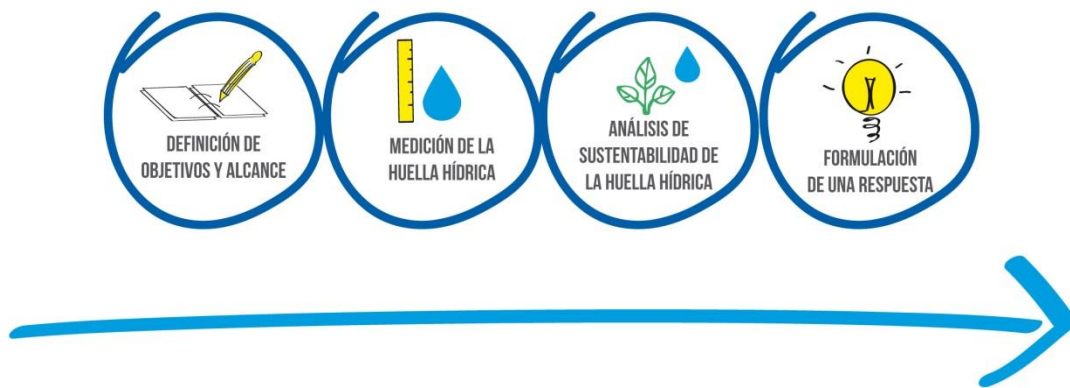 DEFINICIÓN DE
OBJETIVOS Y ALCANCE
MEDICIÓN DE LA
HUELLA HÍDRICA
ANÁLISIS DE
SUSTENTABILIDAD DE
LA HUELLA HÍDRICA
FORMULACIÓN
DE UNA RESPUESTA